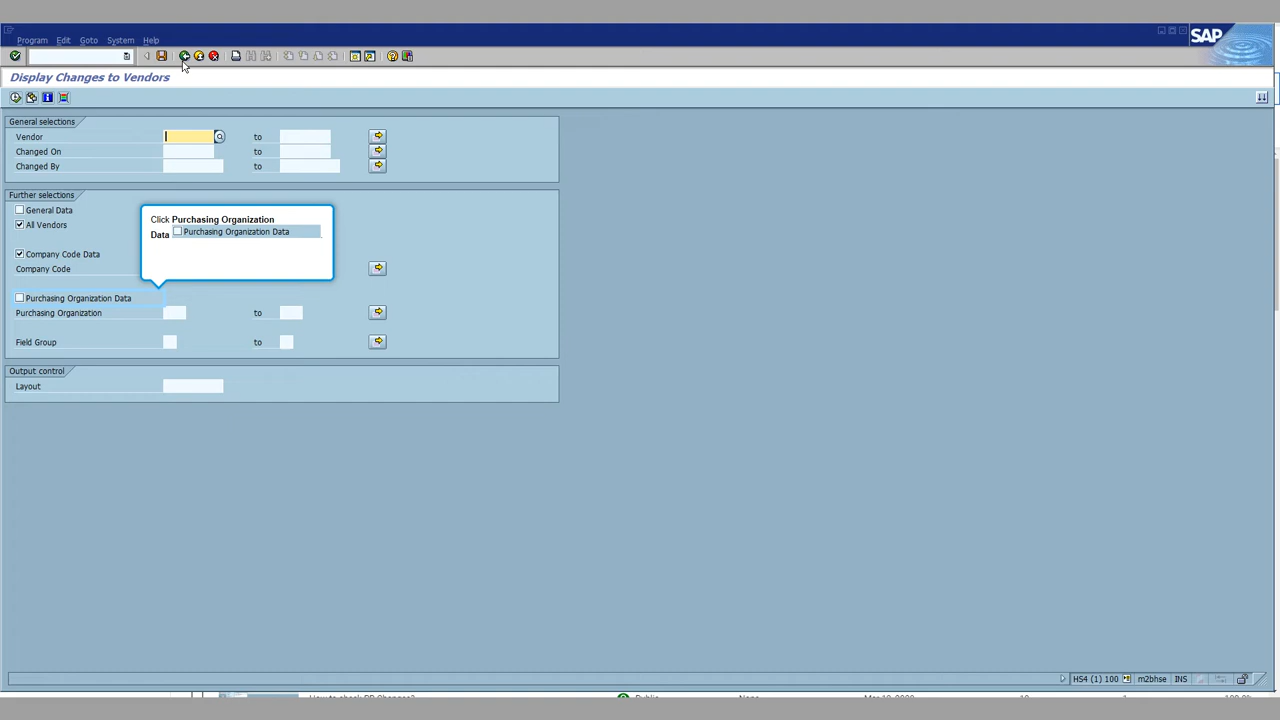 Program Edit Goto System Help
SAP
Display Changes to Vendors
General selections
Vendor to
Changed On to
Changed By to
Further selections
General Data
All Vendors
Click Purchasing Organization
Data Purchasing Organization Data
Company Code Data
Company Code
Purchasing Organization Data
Purchasing Organization to
Field Group to
Output control
Layout
HS4 (1) 100 m2bhse INS